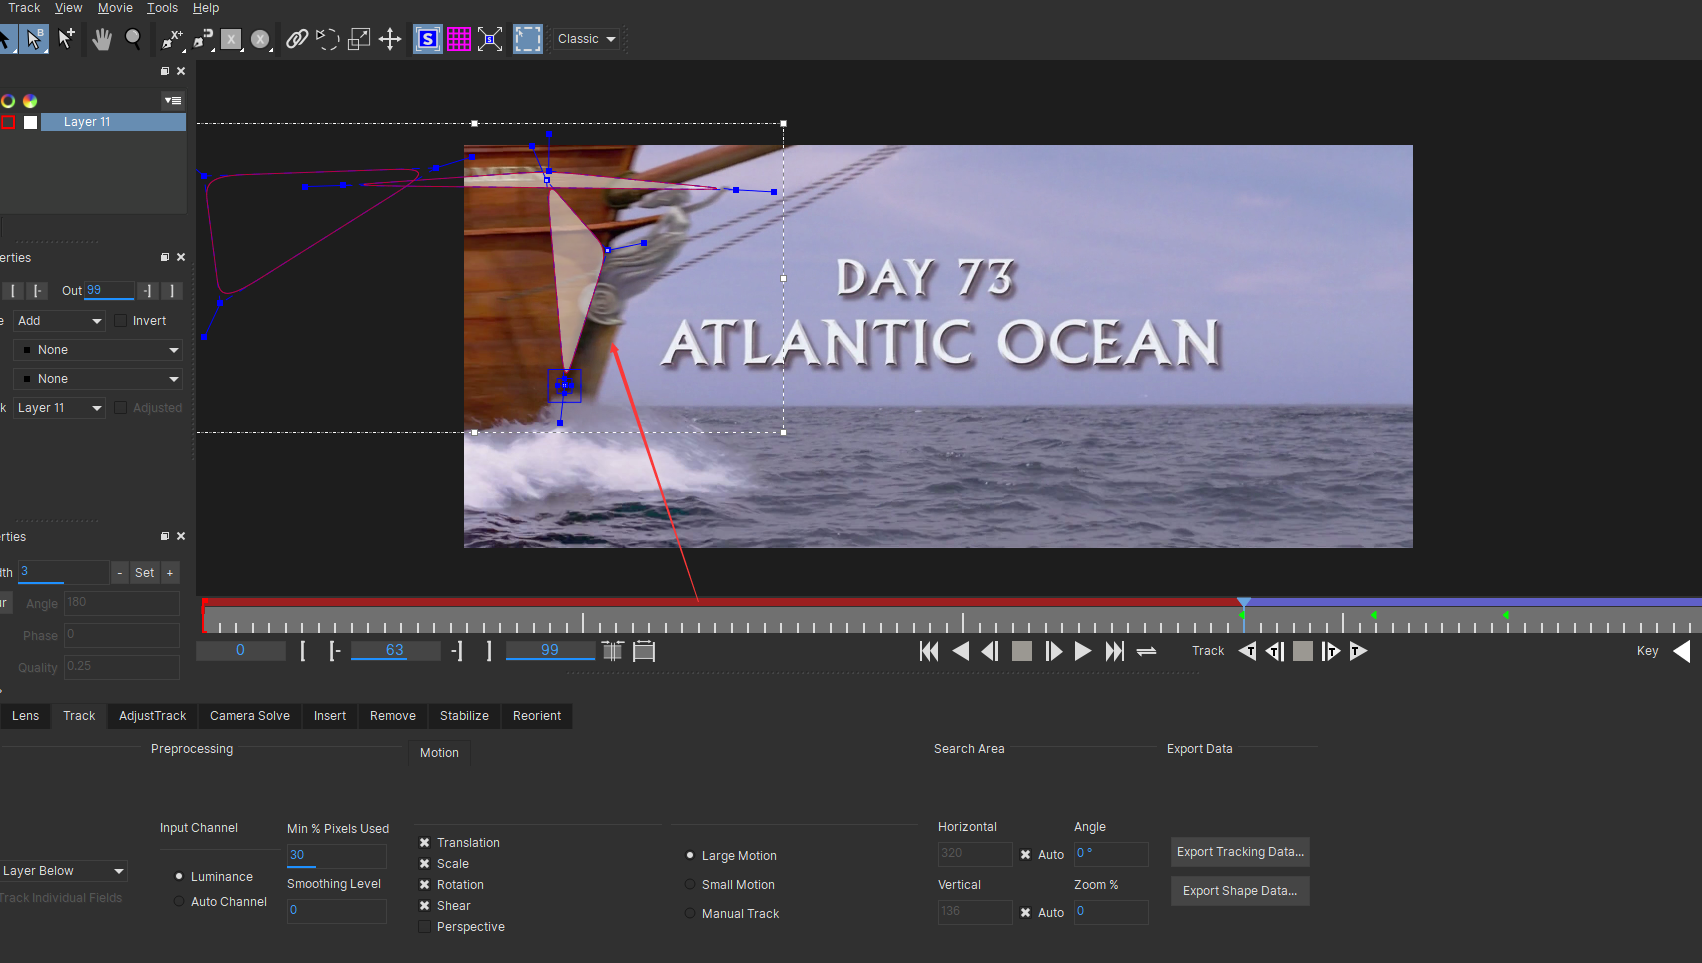 Track View Movie Tools Help
Classic
Layer 11
erties
Out 99
Add Invert
None
None
k Layer 11 Adjusted
DAY 73
ATLANTIC OCEAN
rties
dth 3 - Set +
ur Angle 180
Phase 0
Quality 0.25
0 [ [- 63 -] ] 99 Track Key
Lens Track AdjustTrack Camera Solve Insert Remove Stabilize Reorient
Preprocessing Motion Search Area Export Data
Input Channel Min % Pixels Used Horizontal Angle
30 Translation 320 Auto 0 °
Layer Below Luminance Scale Large Motion Export Tracking Data...
Smoothing Level Rotation Small Motion Vertical Zoom % Export Shape Data...
Track Individual Fields Auto Channel 0 Shear Manual Track 136 Auto 0
Perspective